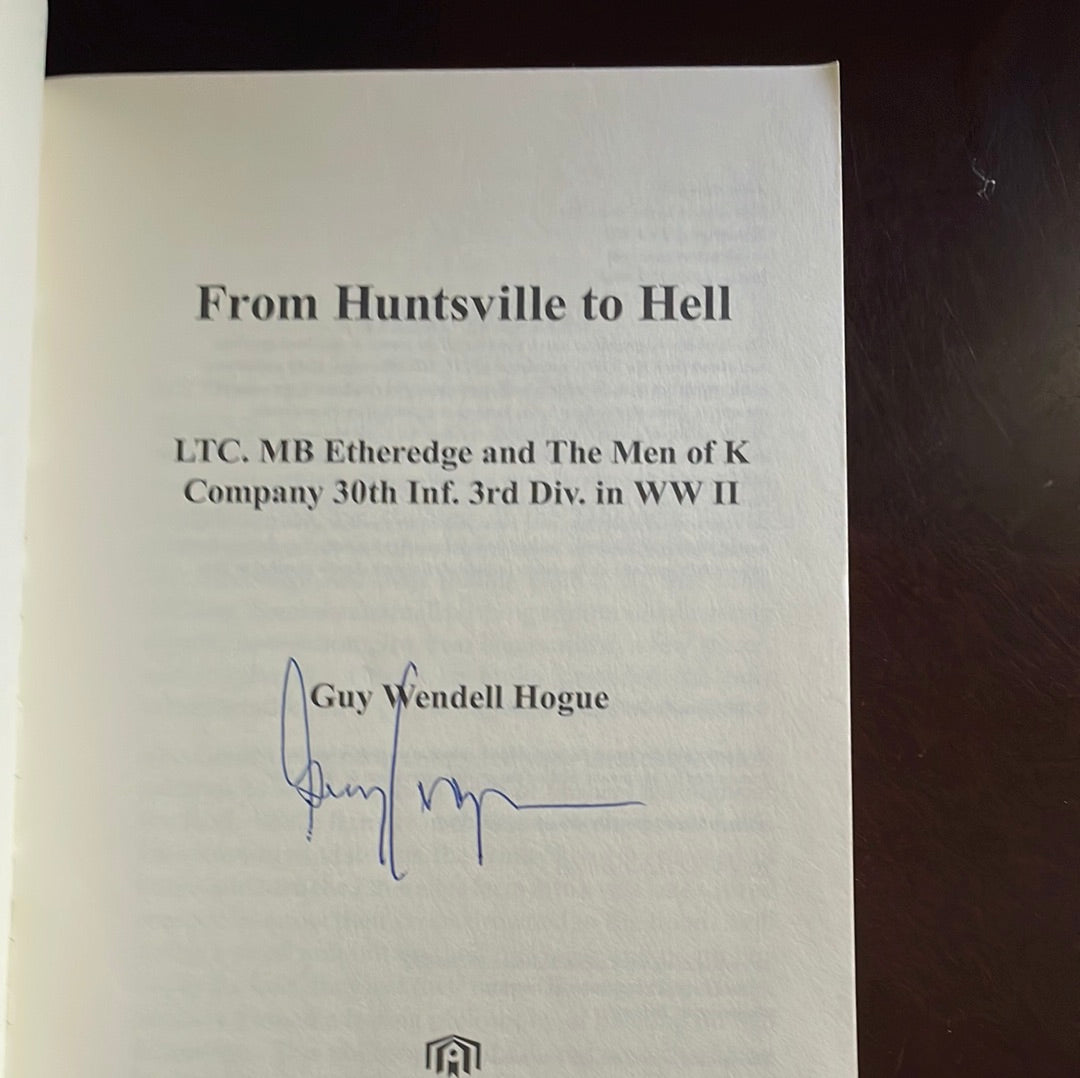 From Huntsville to Hell
LTC. MB Etheredge and The Men of K
Company 30th Inf. 3rd Div. in WW II
Guy Wendell Hogue